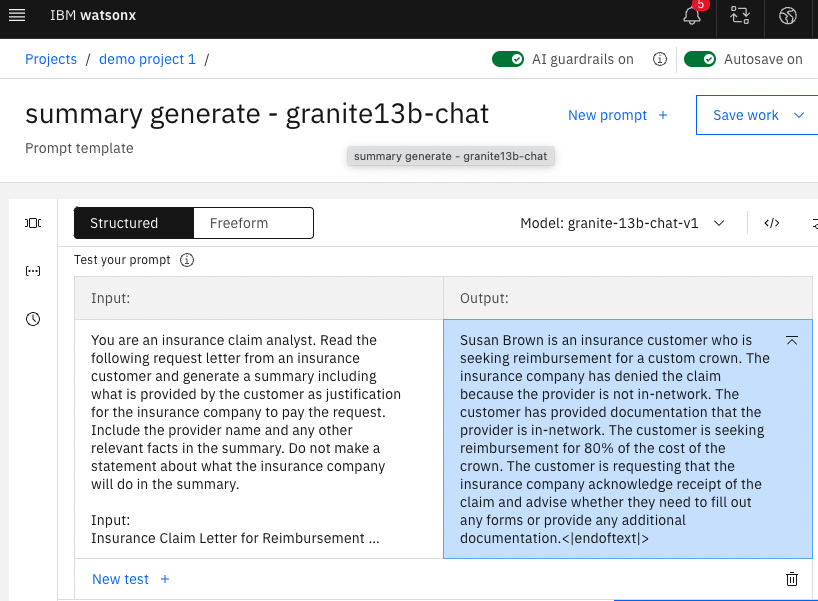 IBM watsonx
5
Projects / demo project 1 /
AI guardrails on
Autosave on
summary generate - granite13b-chat
New prompt +
Save work
Prompt template
summary generate - granite13b-chat
Structured
Freeform
Model: granite-13b-chat-v1
</>
Test your prompt
Input:
Output:
You are an insurance claim analyst. Read the
following request letter from an insurance
customer and generate a summary including
what is provided by the customer as justification
for the insurance company to pay the request.
Include the provider name and any other
relevant facts in the summary. Do not make a
statement about what the insurance company
will do in the summary.
Input:
Insurance Claim Letter for Reimbursement ...
Susan Brown is an insurance customer who is
seeking reimbursement for a custom crown. The
insurance company has denied the claim
because the provider is not in-network. The
customer has provided documentation that the
provider is in-network. The customer is seeking
reimbursement for 80% of the cost of the
crown. The customer is requesting that the
insurance company acknowledge receipt of the
claim and advise whether they need to fill out
any forms or provide any additional
documentation.<|endoftext|>
New test +